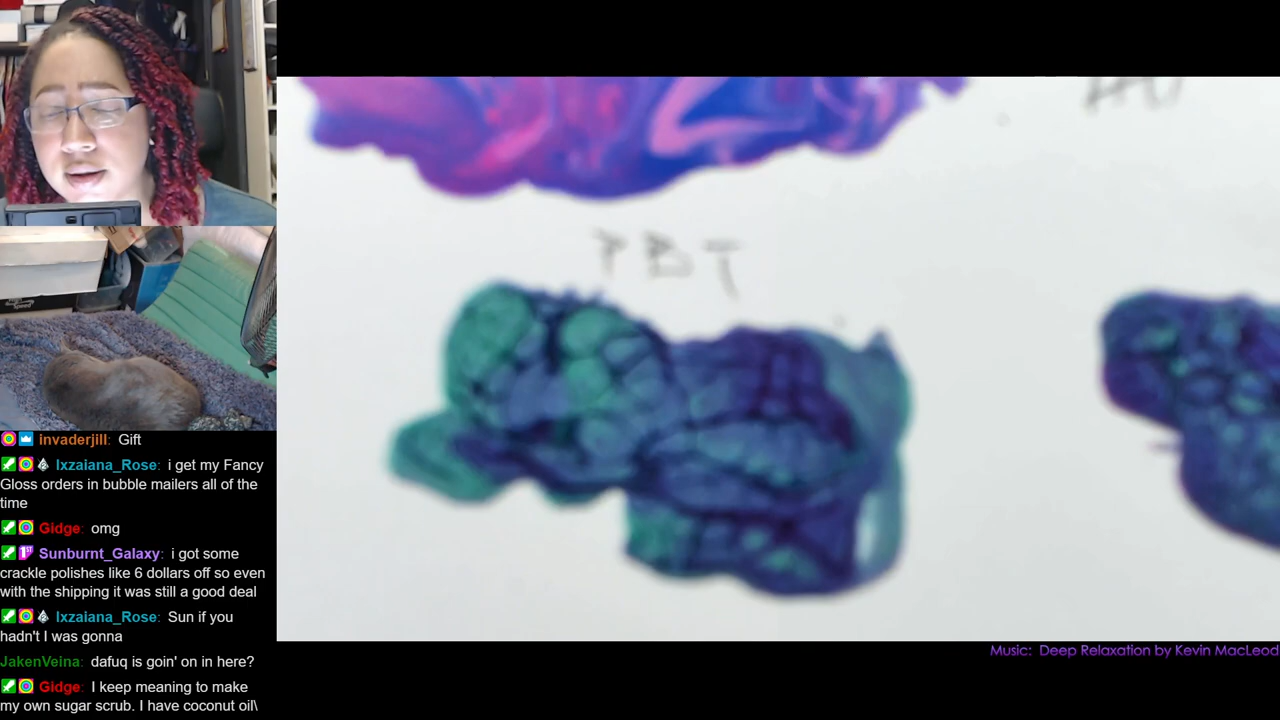 PBT
invaderjill: Gift
Ixzaiana_Rose: i get my Fancy
Gloss orders in bubble mailers all of the
time
Gidge: omg
Sunburnt_Galaxy: i got some
crackle polishes like 6 dollars off so even
with the shipping it was still a good deal
Ixzaiana_Rose: Sun if you
hadn't I was gonna
JakenVeina: dafuq is goin' on in here?
Gidge: I keep meaning to make
my own sugar scrub. I have coconut oil\
Music: Deep Relaxation by Kevin MacLeod